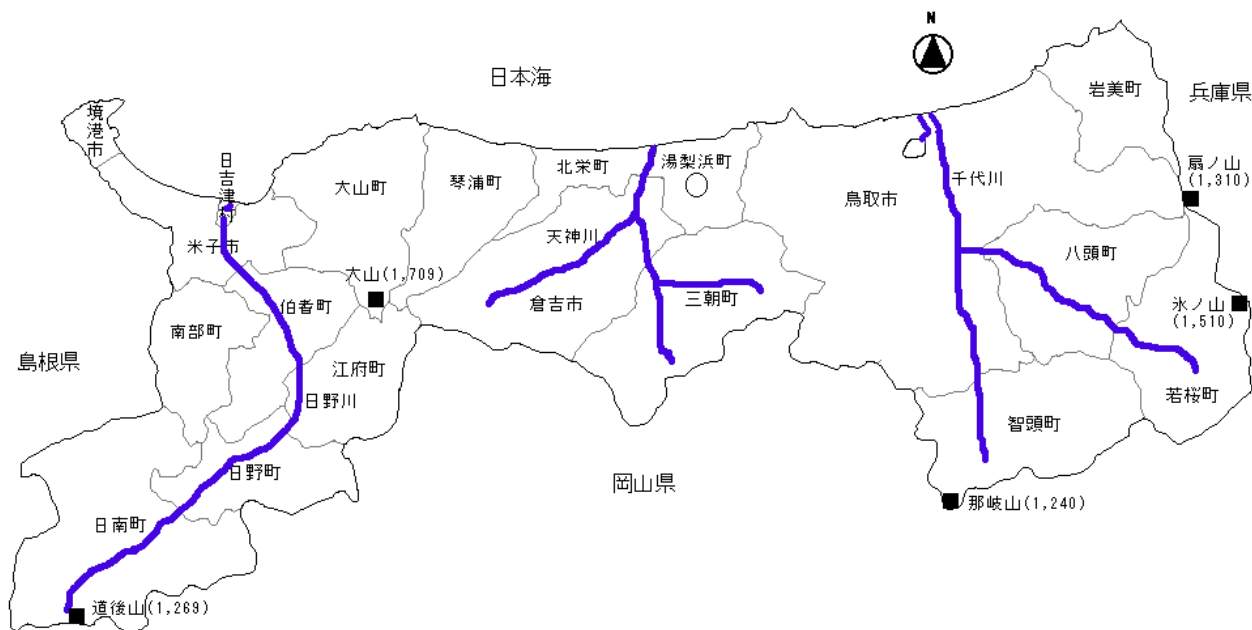 N
日本海
岩美町
兵庫県
境港市
日吉津村
大山町
琴浦町
北栄町
湯梨浜町
鳥取市
千代川
扇ノ山
(1,310)
米子市
天神川
八頭町
大山(1,709)
伯耆町
倉吉市
三朝町
氷ノ山
(1,510)
南部町
島根県
江府町
日野川
若桜町
智頭町
日野町
岡山県
那岐山(1,240)
日南町
道後山(1,269)